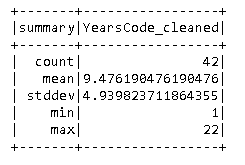 +-------+------------------+
|summary|YearsCode_cleaned|
+-------+------------------+
| count| 42|
| mean|9.476190476190476|
| stddev|4.939823711864355|
| min| 1|
| max| 22|
+-------+------------------+